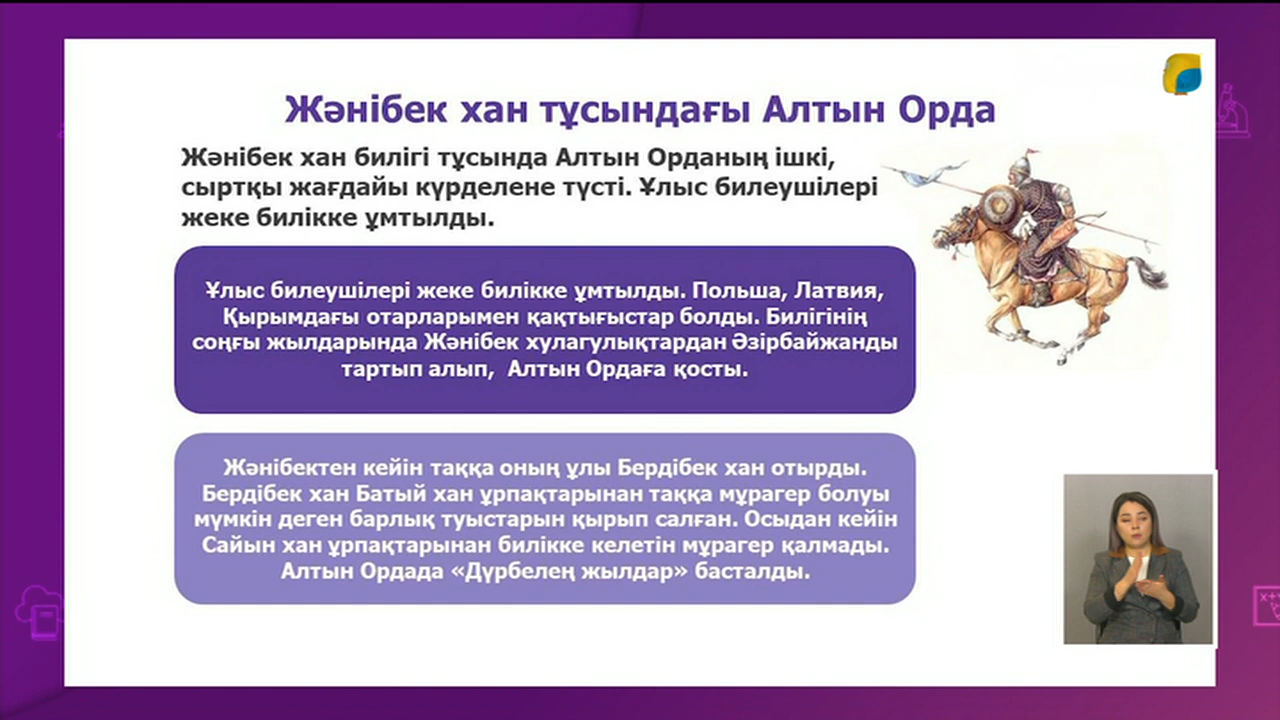 Жәнібек хан тұсындағы Алтын Орда
Жәнібек хан билігі тұсында Алтын Орданың ішкі,
сыртқы жағдайы күрделене түсті. Ұлыс билеушілері
жеке билікке ұмтылды.
Ұлыс билеушілері жеке билікке ұмтылды. Польша, Латвия,
Қырымдағы отарларымен қақтығыстар болды. Билігінің
соңғы жылдарында Жәнібек хулагулықтардан Әзірбайжанды
тартып алып, Алтын Ордаға қосты.
Жәнібектен кейін таққа оның ұлы Бердібек хан отырды.
Бердібек хан Батый хан ұрпақтарынан таққа мұрагер болуы
мүмкін деген барлық туыстарын қырып салған. Осыдан кейін
Сайын хан ұрпақтарынан билікке келетін мұрагер қалмады.
Алтын Ордада «Дүрбелең жылдар» басталды.